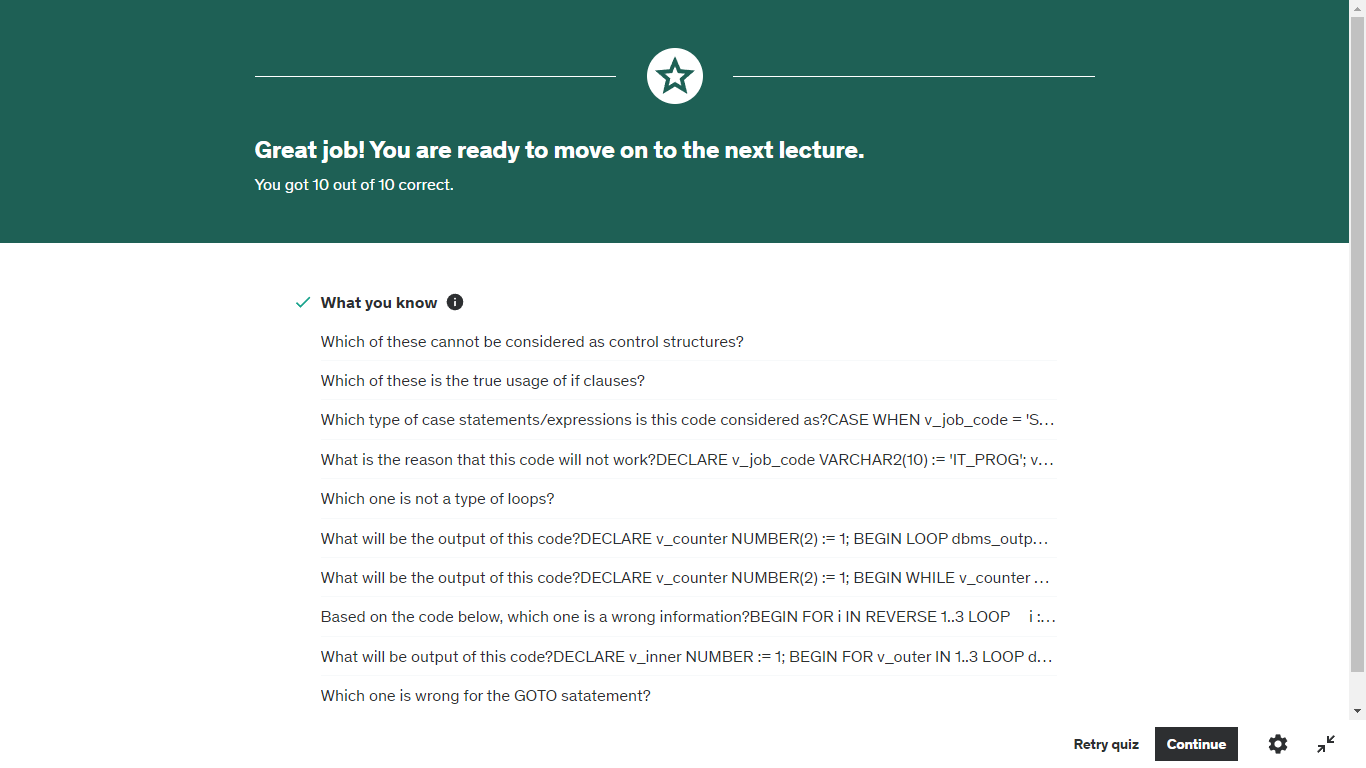 Great job! You are ready to move on to the next lecture.
You got 10 out of 10 correct.
What you know
Which of these cannot be considered as control structures?
Which of these is the true usage of if clauses?
Which type of case statements/expressions is this code considered as?CASE WHEN v_job_code = 'S...
What is the reason that this code will not work?DECLARE v_job_code VARCHAR2(10) := 'IT_PROG'; v...
Which one is not a type of loops?
What will be the output of this code?DECLARE v_counter NUMBER(2) := 1; BEGIN LOOP dbms_outp...
What will be the output of this code?DECLARE v_counter NUMBER(2) := 1; BEGIN WHILE v_counter ...
Based on the code below, which one is a wrong information?BEGIN FOR i IN REVERSE 1..3 LOOP i :...
What will be output of this code?DECLARE v_inner NUMBER := 1; BEGIN FOR v_outer IN 1..3 LOOP d...
Which one is wrong for the GOTO satatement?
Retry quiz Continue